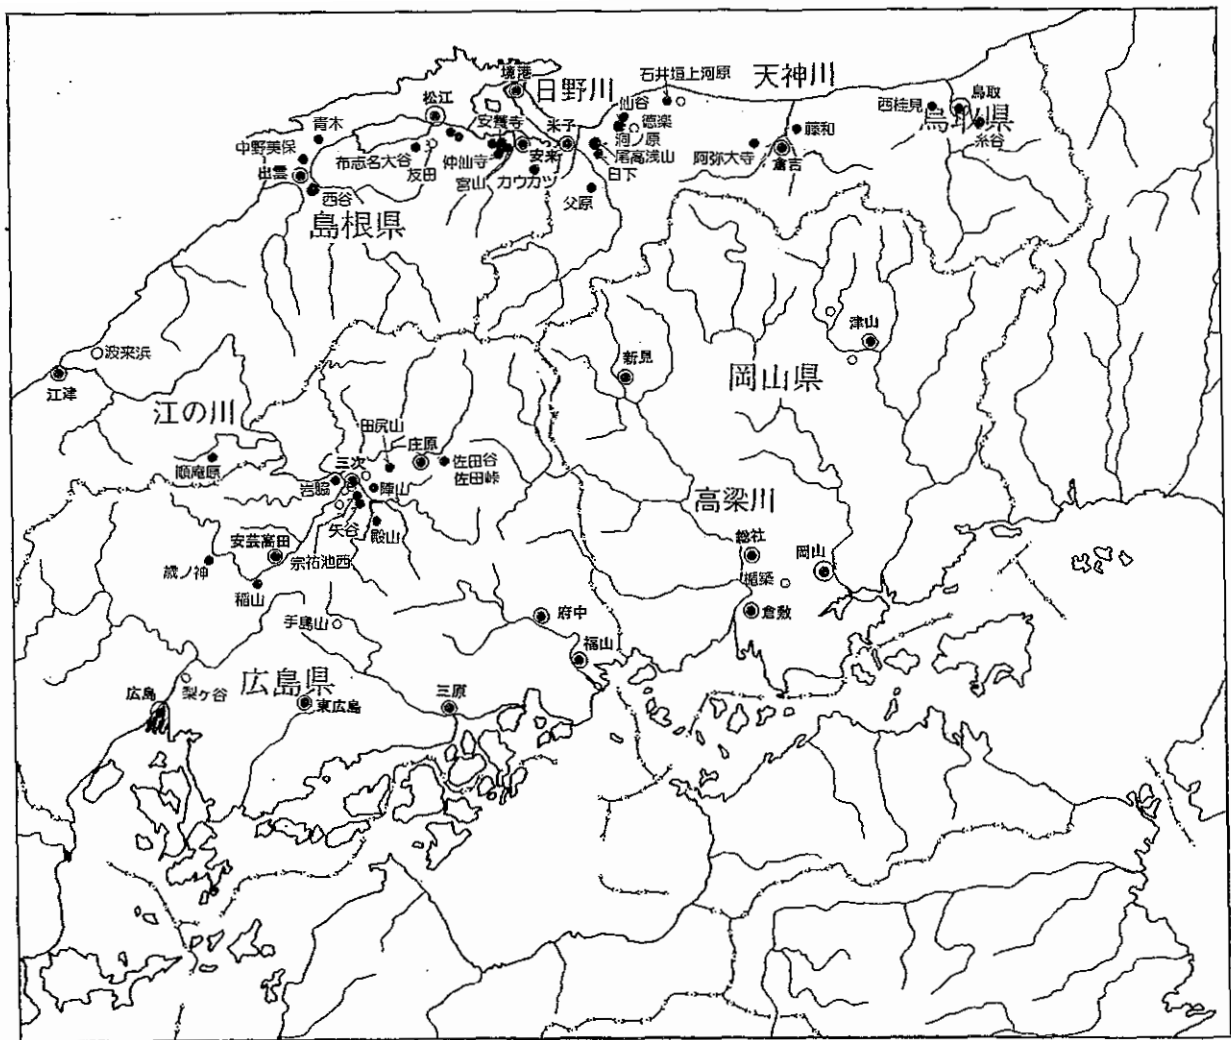 境港
日野川
石井垣上河原
天神川
松江
仙谷
徳楽
西桂見
鳥取
鳥取県
青木
安養寺
米子
洞ノ原
藤和
糸谷
中野美保
布志名大谷
友田
仲仙寺
安来
尾高浅山
阿弥大寺
倉吉
出雲
宮山
カウカツ
日下
西谷
父原
島根県
津山
波来浜
新見
岡山県
江津
江の川
田尻山
庄原
順庵原
三次
佐田谷
佐田峠
岩脇
陣山
高梁川
矢谷
殿山
安芸高田
宗祐池西
総社
岡山
歳ノ神
楯築
稲山
倉敷
手島山
府中
福山
広島
梨ヶ谷
広島県
東広島
三原